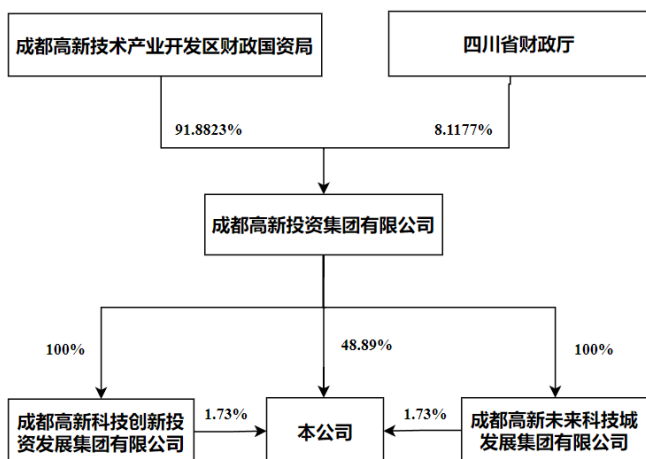 成都高新技术产业开发区财政国资局
四川省财政厅
91.8823%
8.1177%
成都高新投资集团有限公司
100%
48.89%
100%
成都高新科技创新投
资发展集团有限公司
1.73%
本公司
1.73%
成都高新未来科技城
发展集团有限公司